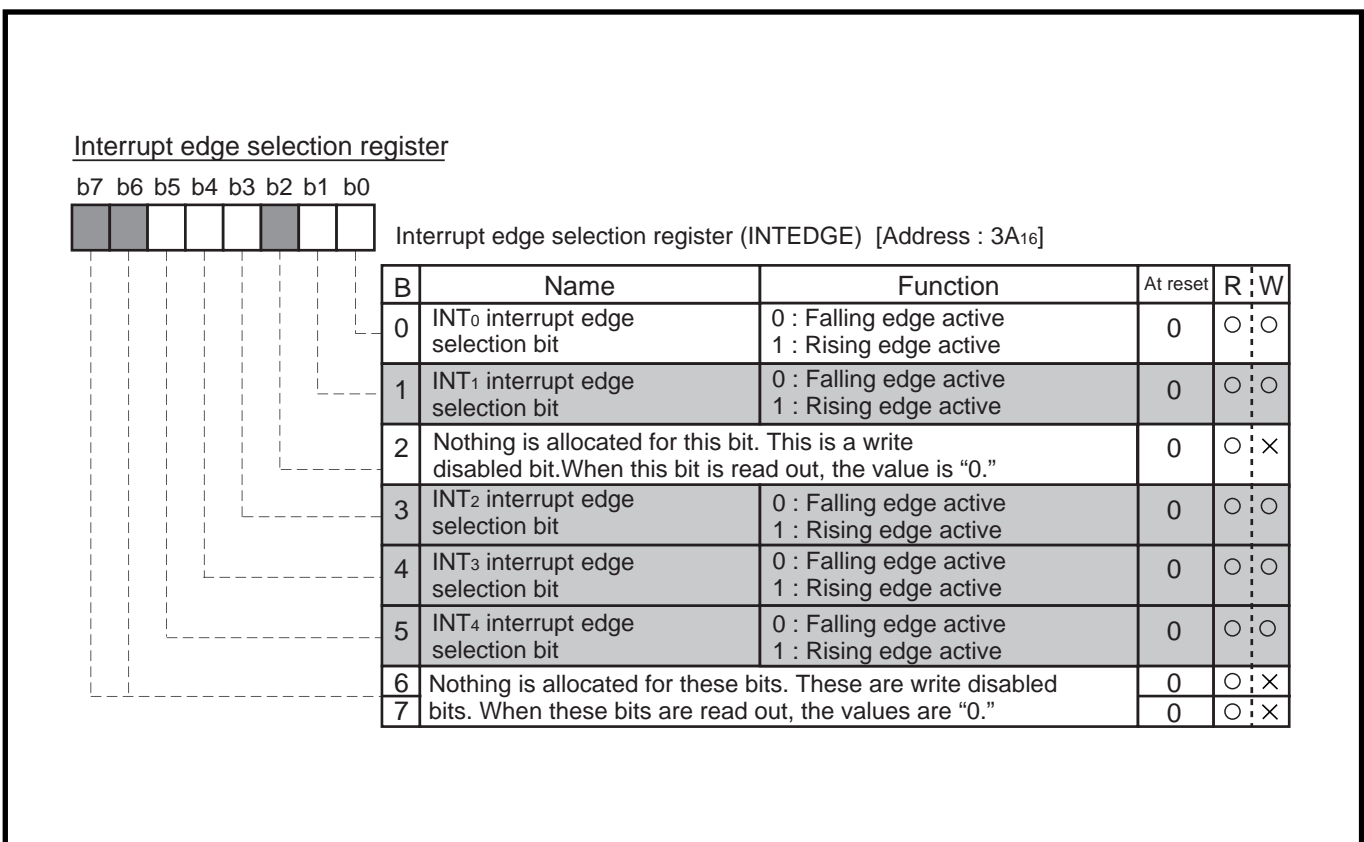 Interrupt edge selection register
b7 b6 b5 b4 b3 b2 b1 b0
Interrupt edge selection register (INTEDGE) [Address : 3A16]
B Name Function At reset R W
0 INT0 interrupt edge selection bit 0 : Falling edge active 1 : Rising edge active 0 ○ ○
1 INT1 interrupt edge selection bit 0 : Falling edge active 1 : Rising edge active 0 ○ ○
2 Nothing is allocated for this bit. This is a write disabled bit.When this bit is read out, the value is “0.” 0 ○ ×
3 INT2 interrupt edge selection bit 0 : Falling edge active 1 : Rising edge active 0 ○ ○
4 INT3 interrupt edge selection bit 0 : Falling edge active 1 : Rising edge active 0 ○ ○
5 INT4 interrupt edge selection bit 0 : Falling edge active 1 : Rising edge active 0 ○ ○
6 Nothing is allocated for these bits. These are write disabled 0 ○ ×
7 bits. When these bits are read out, the values are “0.” 0 ○ ×